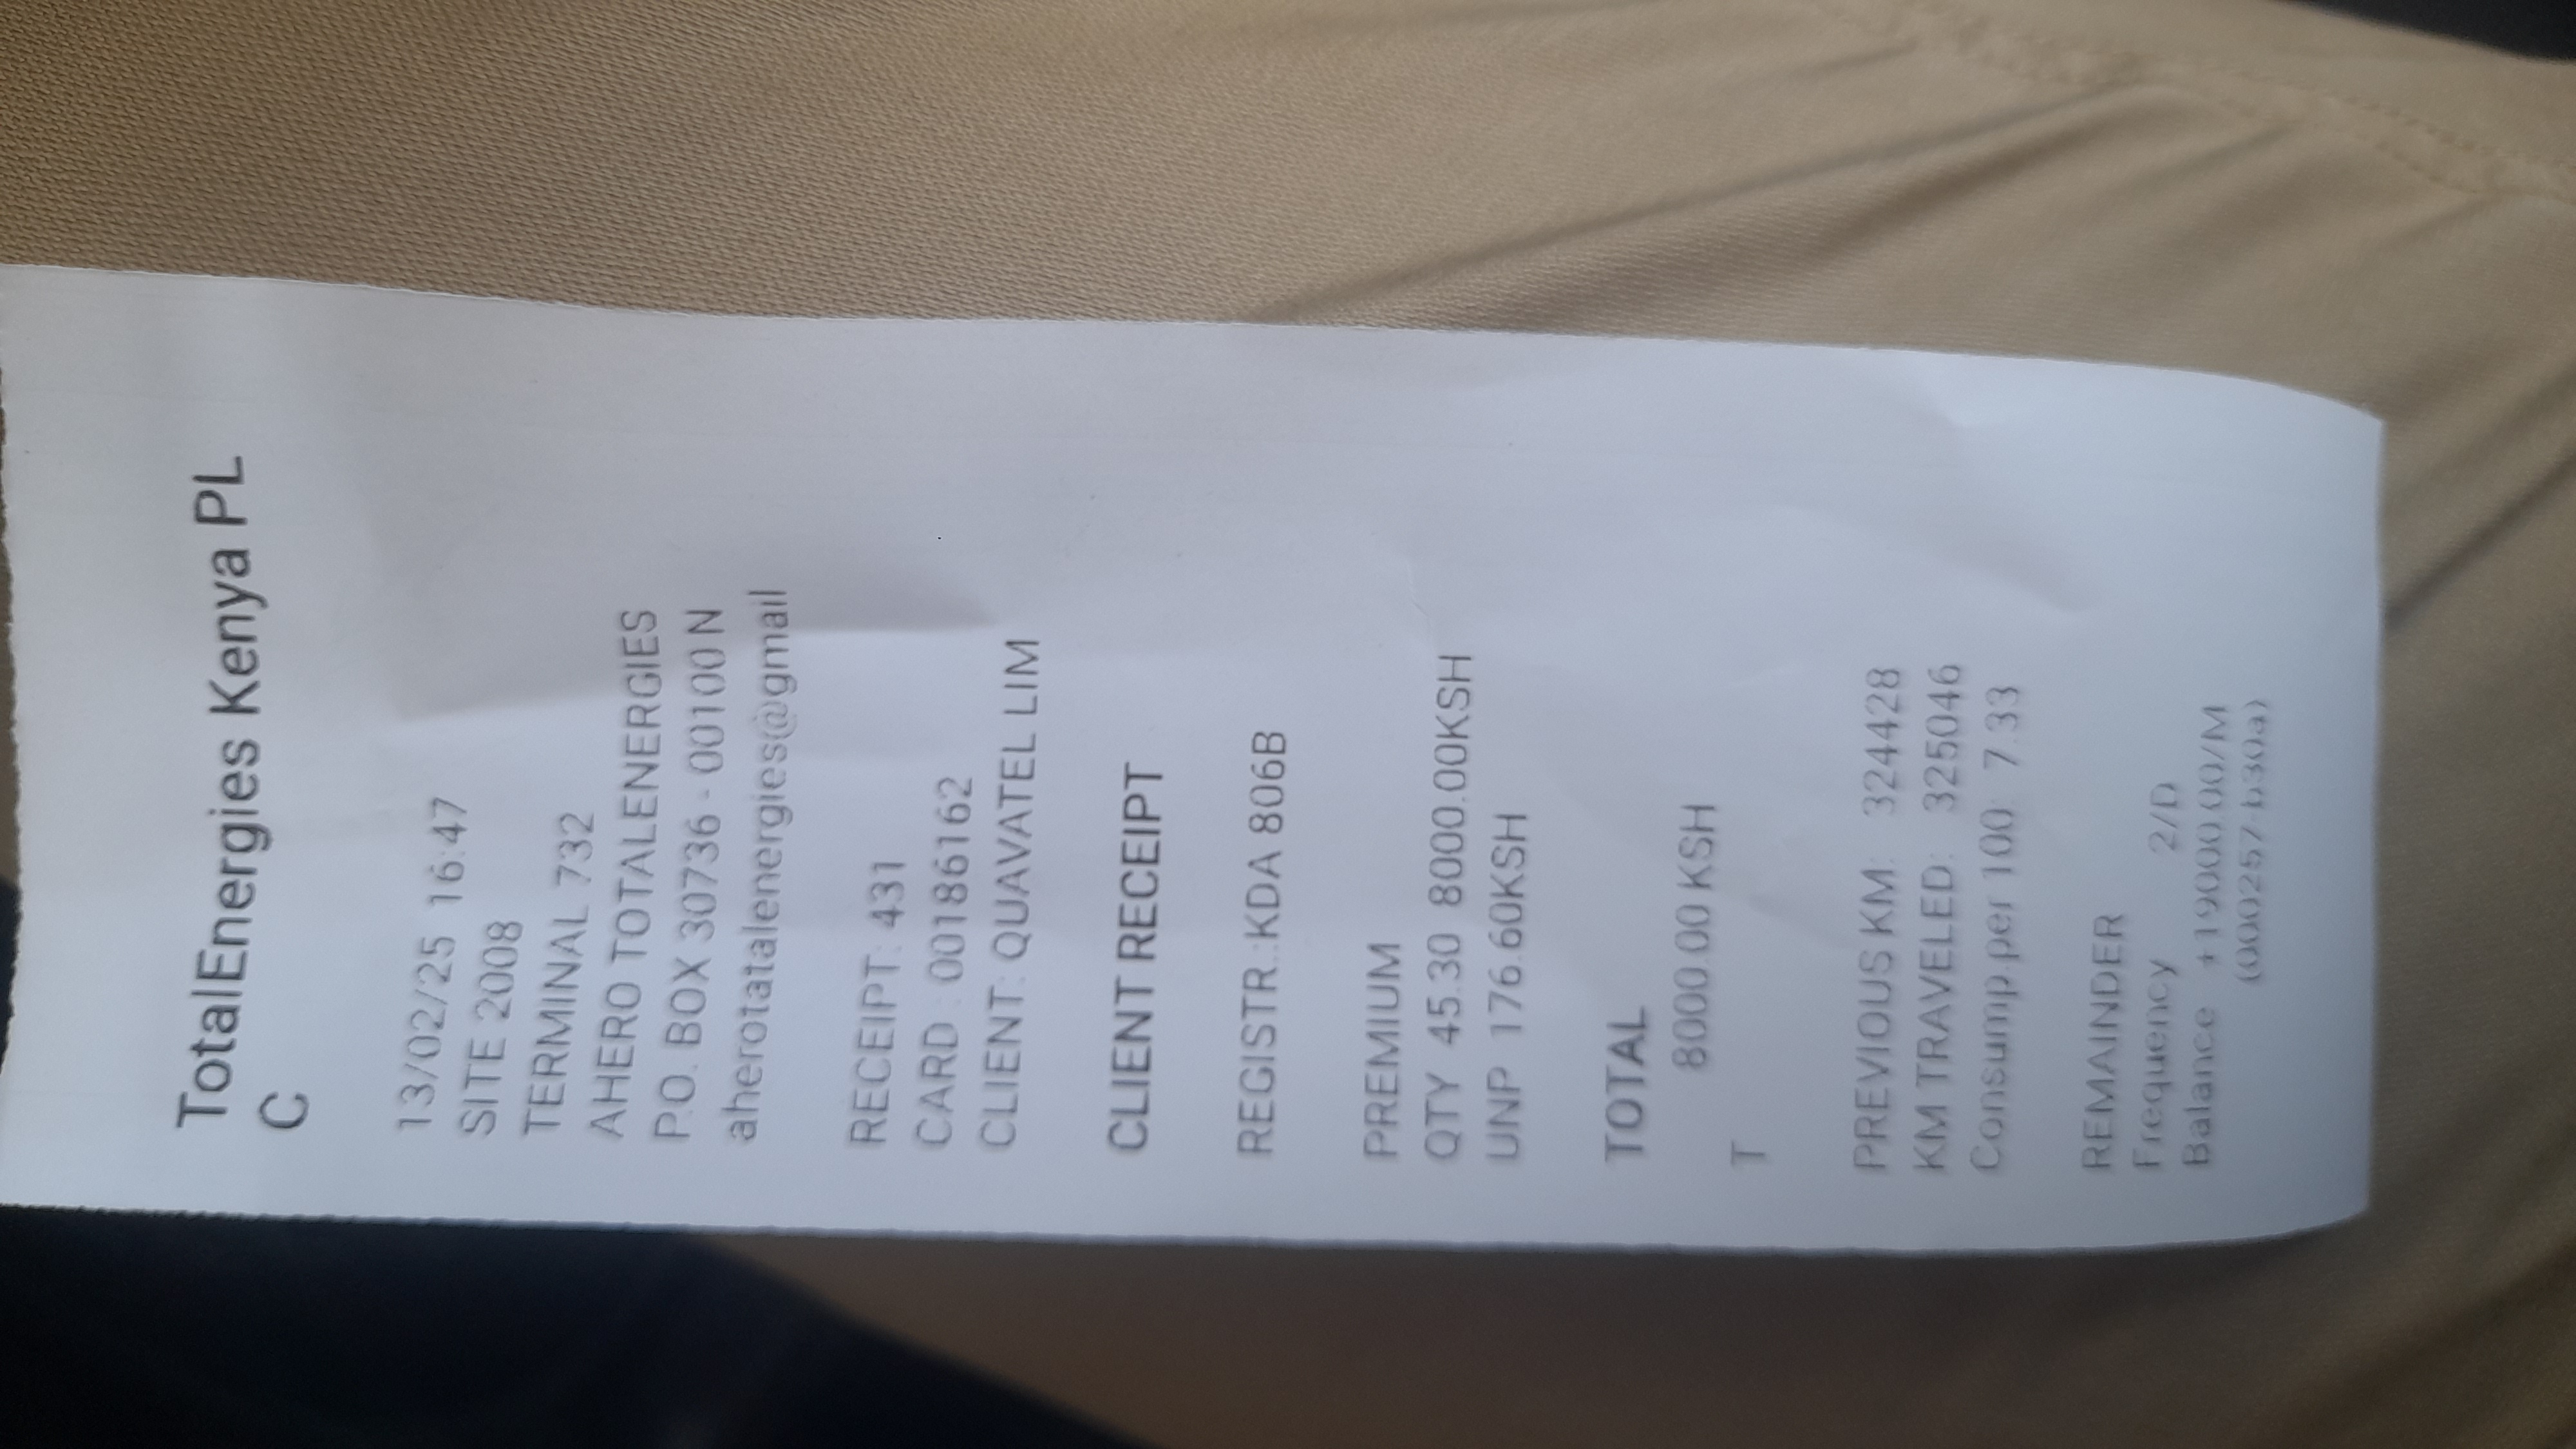 TotalEnergies Kenya PL
C
13/02/25 16:47
SITE 2008
TERMINAL 732
AHERO TOTALENERGIES
P.O. BOX 30736 - 00100 N
aherotatalenergies@gmail
RECEIPT: 431
CARD : 00186162
CLIENT: QUAVATEL LIM
CLIENT RECEIPT
REGISTR.:KDA 806B
PREMIUM
QTY 45.30 8000.00KSH
UNP 176.60KSH
TOTAL
8000.00 KSH
T
PREVIOUS KM: 324428
KM TRAVELED: 325046
Consump.per 100: 7.33
REMAINDER
Frequency 2/D
Balance +19000.00/M
(000257-b30a)